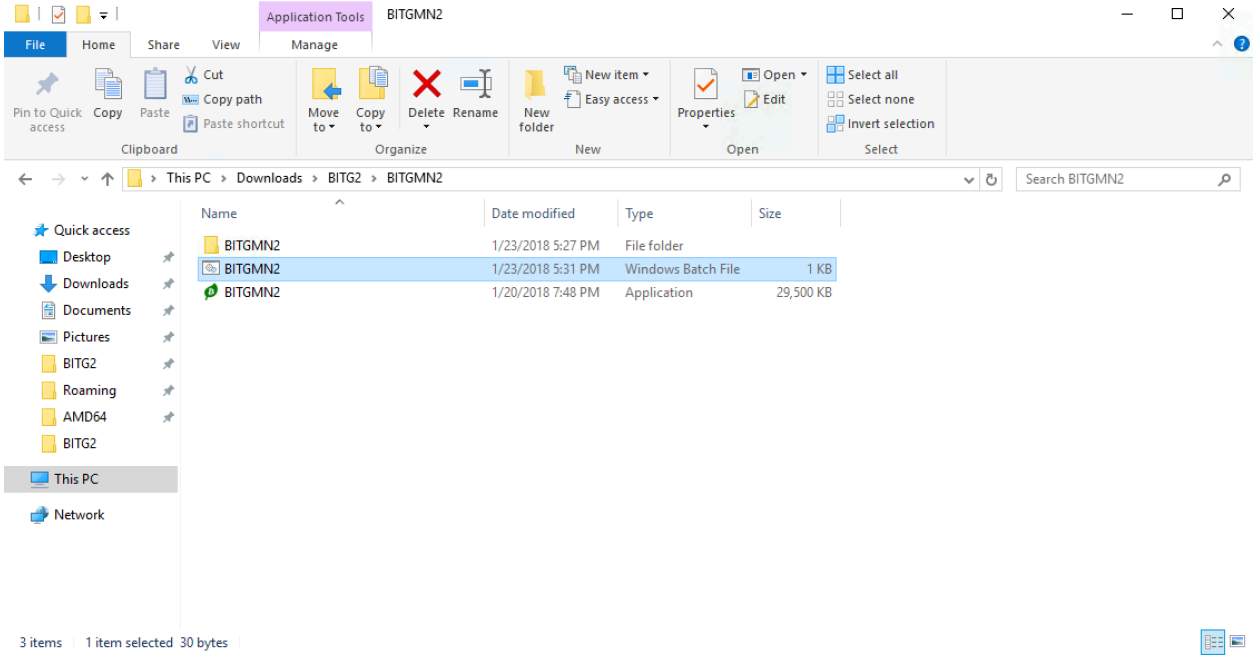 Application Tools BITGMN2
File Home Share View Manage
Pin to Quick access
Copy
Paste
Cut
Copy path
Paste shortcut
Move to
Copy to
Delete
Rename
New folder
New item
Easy access
Properties
Open
Edit
Select all
Select none
Invert selection
Clipboard Organize New Open Select
This PC > Downloads > BITG2 > BITGMN2
Search BITGMN2
Quick access
Desktop
Downloads
Documents
Pictures
BITG2
Roaming
AMD64
BITG2
This PC
Network
Name Date modified Type Size
BITGMN2 1/23/2018 5:27 PM File folder
BITGMN2 1/23/2018 5:31 PM Windows Batch File 1 KB
BITGMN2 1/20/2018 7:48 PM Application 29,500 KB
3 items 1 item selected 30 bytes